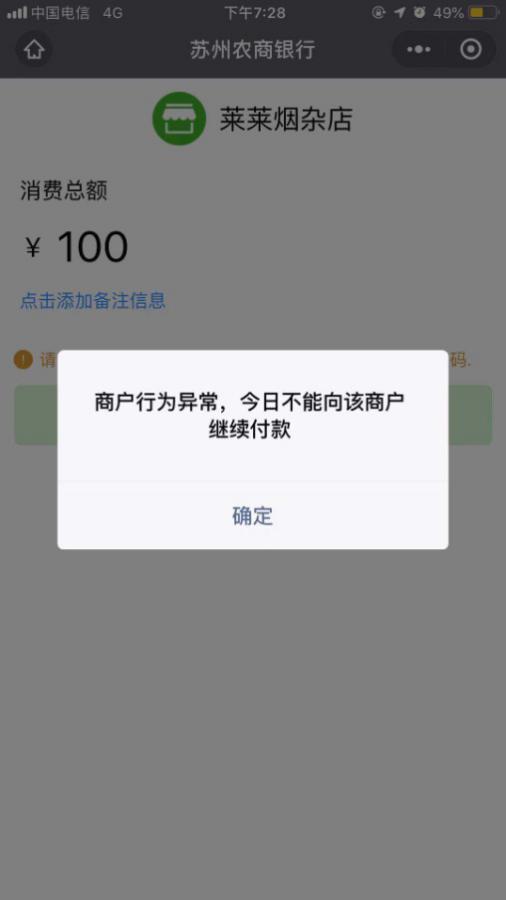 中国电信 4G 下午7:28 49%
苏州农商银行
莱莱烟杂店
消费总额
¥ 100
点击添加备注信息
请
码.
商户行为异常，今日不能向该商户
继续付款
确定